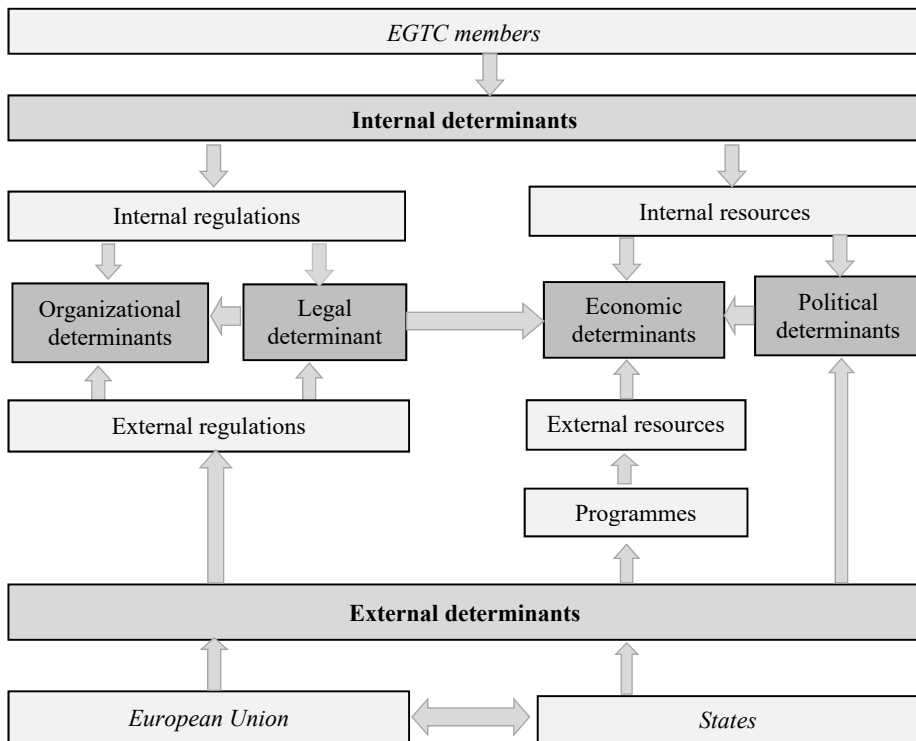 EGTC members
Internal determinants
Internal regulations
Internal resources
Organizational
determinants
Legal
determinant
Economic
determinants
Political
determinants
External regulations
External resources
Programmes
External determinants
European Union
States